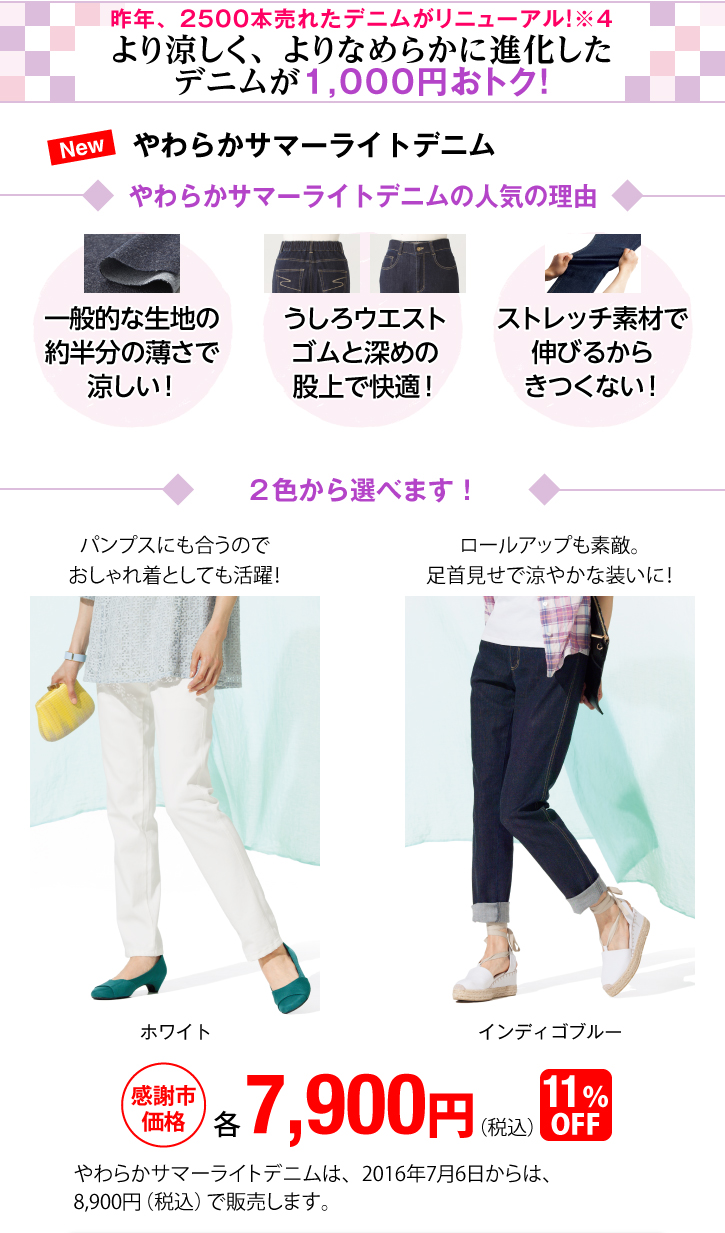 昨年、2500本売れたデニムがリニューアル!※4
より涼しく、よりなめらかに進化した
デニムが1,000円おトク!
New やわらかサマーライトデニム
やわらかサマーライトデニムの人気の理由
一般的な生地の
約半分の薄さで
涼しい!
うしろウエスト
ゴムと深めの
股上で快適!
ストレッチ素材で
伸びるから
きつくない!
2色から選べます！
パンプスにも合うので
おしゃれ着としても活躍!
ロールアップも素敵。
足首見せで涼やかな装いに!
ホワイト
インディゴブルー
感謝市
価格
各7,900円(税込)
11%
OFF
やわらかサマーライトデニムは、2016年7月6日からは、
8,900円(税込)で販売します。